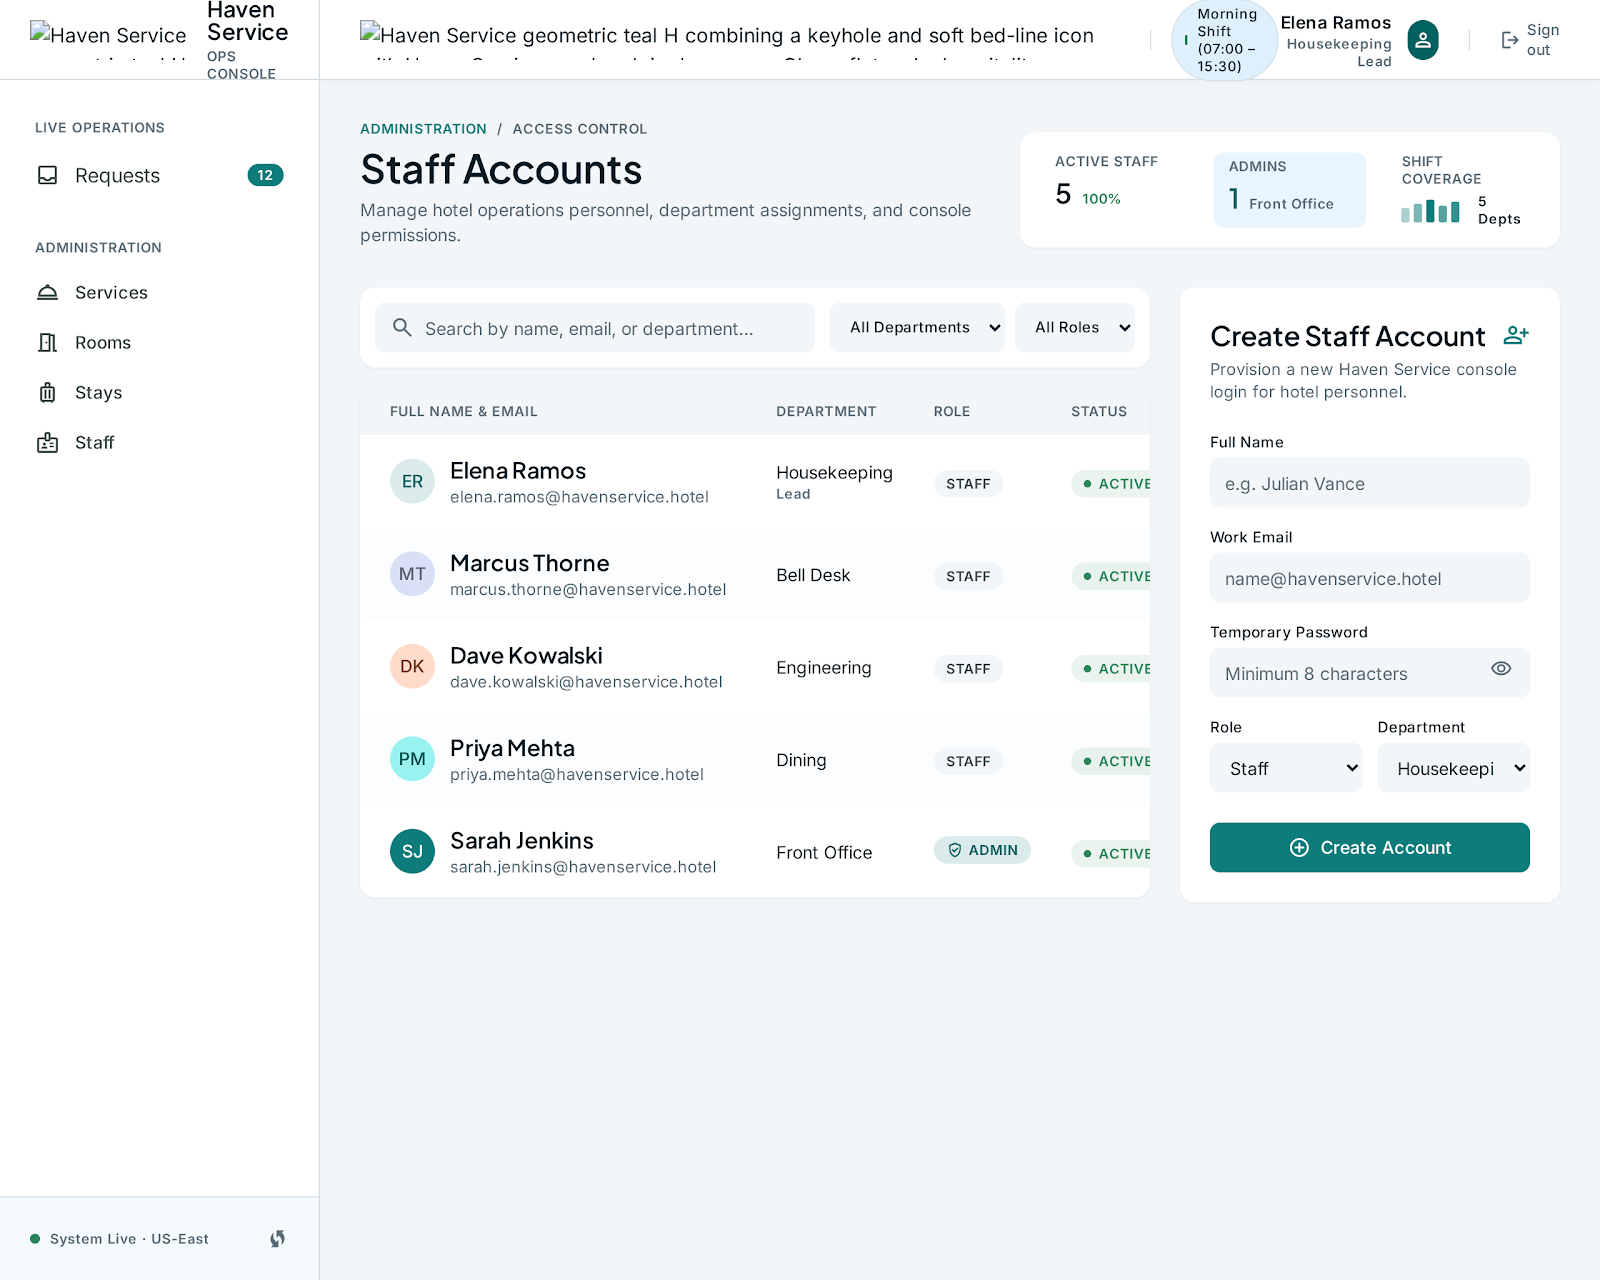 Haven Service
Haven Service
OPS CONSOLE
Haven Service geometric teal H combining a keyhole and soft bed-line icon
Morning Shift (07:00 – 15:30)
Elena Ramos
Housekeeping Lead
Sign out
LIVE OPERATIONS
Requests 12
ADMINISTRATION
Services
Rooms
Stays
Staff
System Live · US-East
ADMINISTRATION / ACCESS CONTROL
Staff Accounts
Manage hotel operations personnel, department assignments, and console
permissions.
ACTIVE STAFF
5 100%
ADMINS
1 Front Office
SHIFT COVERAGE
5 Depts
Search by name, email, or department...
All Departments
All Roles
FULL NAME & EMAIL DEPARTMENT ROLE STATUS
ER Elena Ramos Housekeeping STAFF ACTIVE
elena.ramos@havenservice.hotel Lead
MT Marcus Thorne Bell Desk STAFF ACTIVE
marcus.thorne@havenservice.hotel
DK Dave Kowalski Engineering STAFF ACTIVE
dave.kowalski@havenservice.hotel
PM Priya Mehta Dining STAFF ACTIVE
priya.mehta@havenservice.hotel
SJ Sarah Jenkins Front Office ADMIN ACTIVE
sarah.jenkins@havenservice.hotel
Create Staff Account
Provision a new Haven Service console
login for hotel personnel.
Full Name
e.g. Julian Vance
Work Email
name@havenservice.hotel
Temporary Password
Minimum 8 characters
Role Department
Staff Housekeepi
Create Account